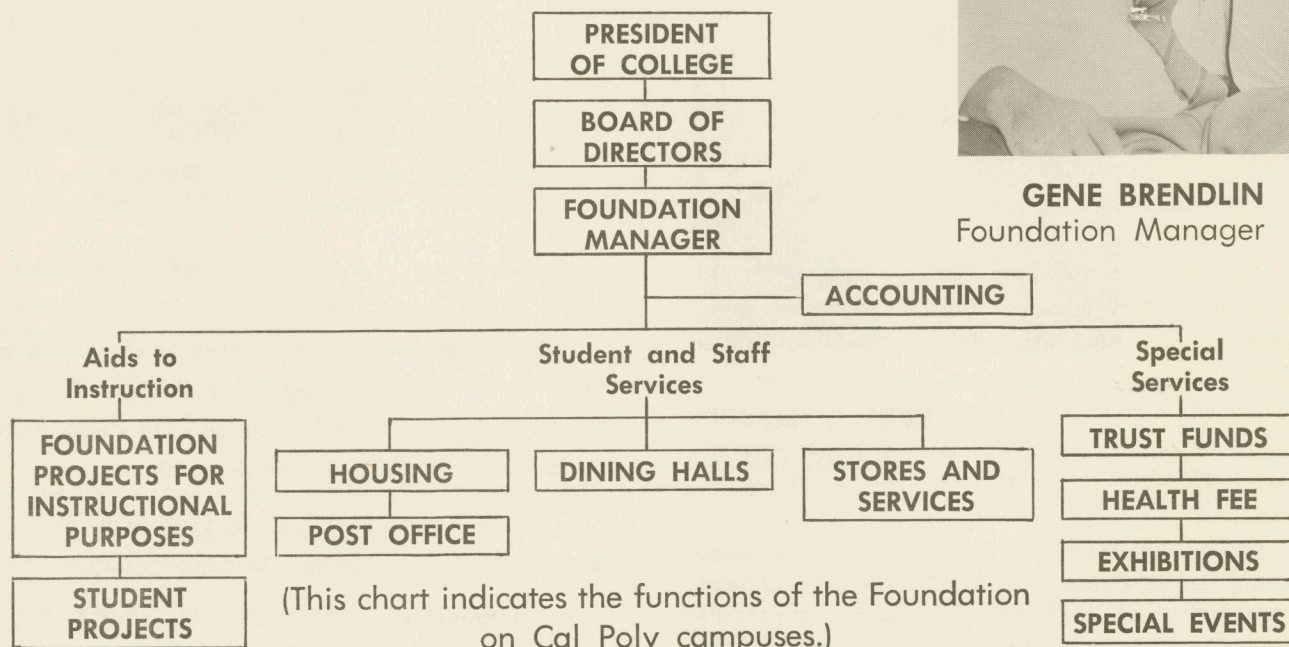 PRESIDENT
OF COLLEGE
BOARD OF
DIRECTORS
FOUNDATION
MANAGER
GENE BRENDLIN
Foundation Manager
ACCOUNTING
Aids to
Instruction
FOUNDATION
PROJECTS FOR
INSTRUCTIONAL
PURPOSES
STUDENT
PROJECTS
Student and Staff
Services
HOUSING
POST OFFICE
DINING HALLS
STORES AND
SERVICES
Special
Services
TRUST FUNDS
HEALTH FEE
EXHIBITIONS
SPECIAL EVENTS
(This chart indicates the functions of the Foundation
on Cal Poly campuses.)